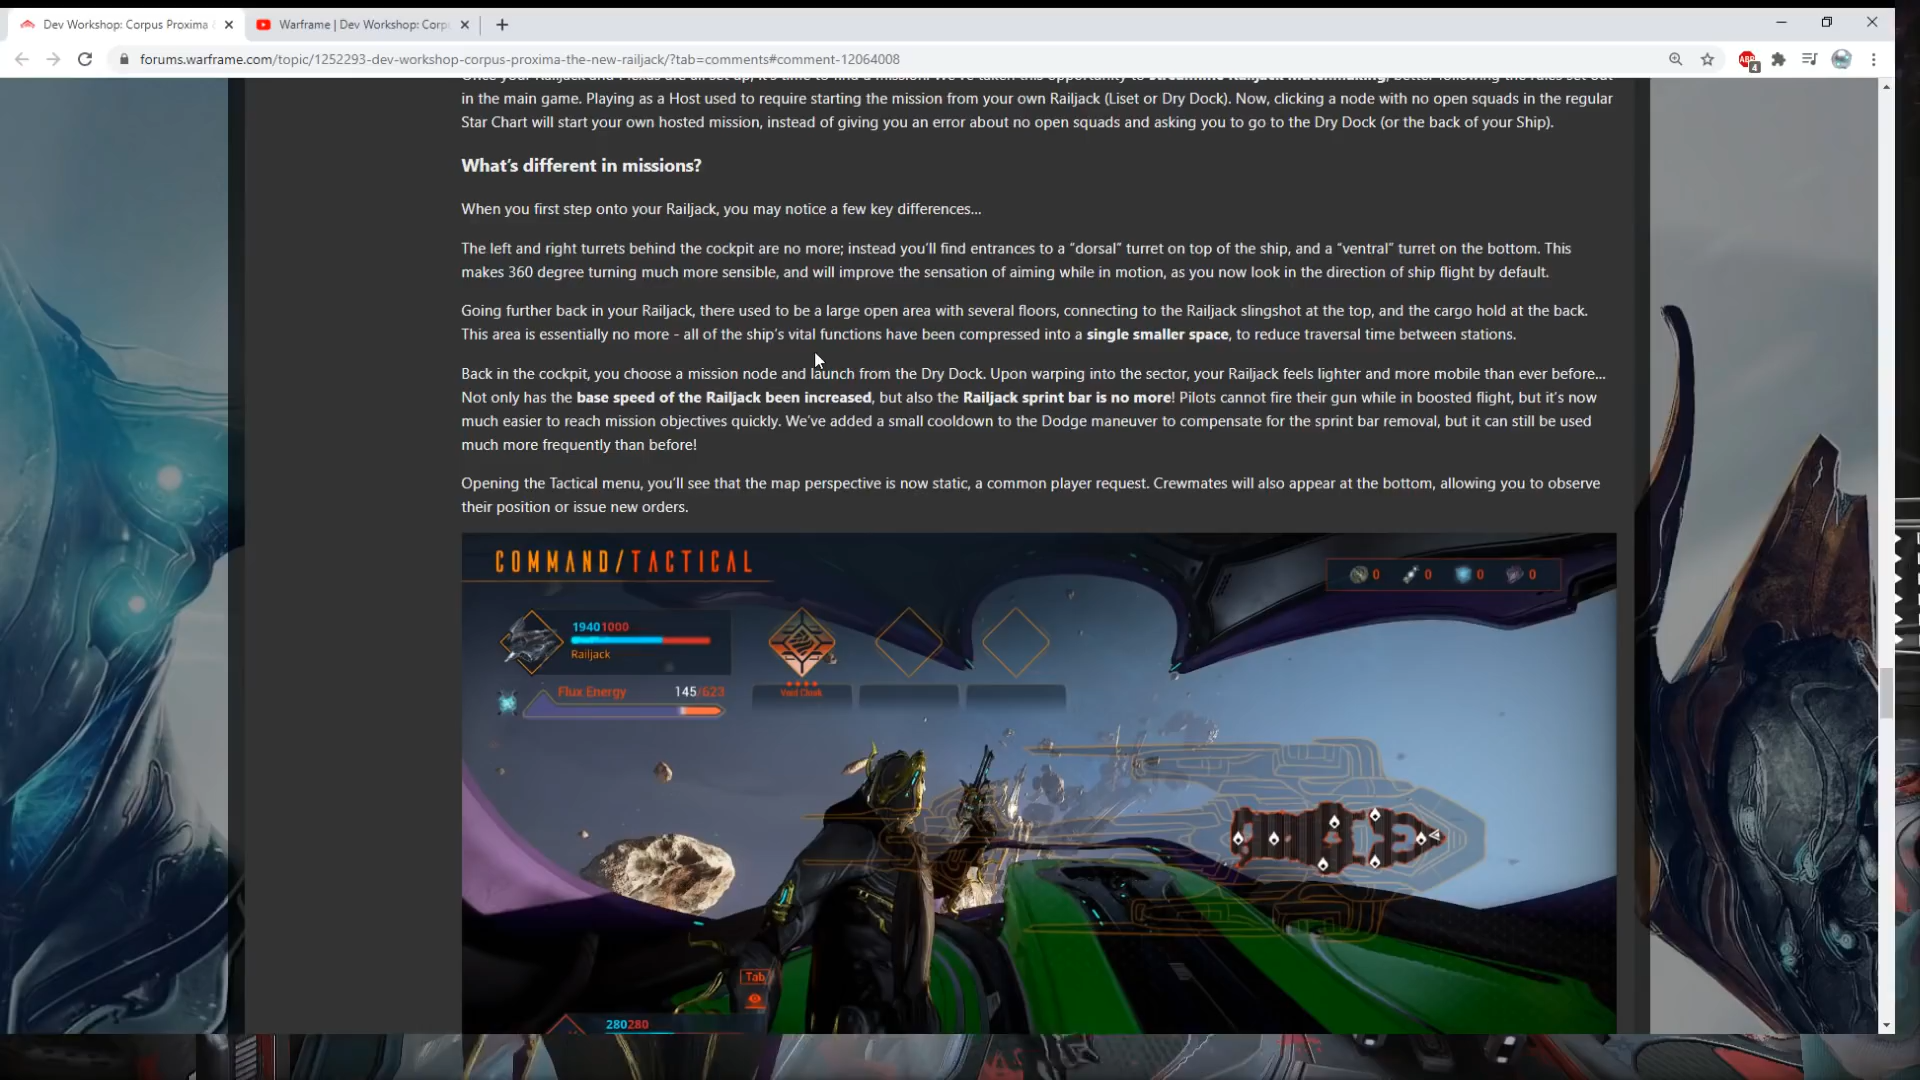 Dev Workshop: Corpus Proxima
Warframe | Dev Workshop: Corp
forums.warframe.com/topic/1252293-dev-workshop-corpus-proxima-the-new-railjack/?tab=comments#comment-12064008
4
in the main game. Playing as a Host used to require starting the mission from your own Railjack (Liset or Dry Dock). Now, clicking a node with no open squads in the regular
Star Chart will start your own hosted mission, instead of giving you an error about no open squads and asking you to go to the Dry Dock (or the back of your Ship).
What's different in missions?
When you first step onto your Railjack, you may notice a few key differences...
The left and right turrets behind the cockpit are no more; instead you'll find entrances to a “dorsal” turret on top of the ship, and a “ventral” turret on the bottom. This
makes 360 degree turning much more sensible, and will improve the sensation of aiming while in motion, as you now look in the direction of ship flight by default.
Going further back in your Railjack, there used to be a large open area with several floors, connecting to the Railjack slingshot at the top, and the cargo hold at the back.
This area is essentially no more - all of the ship's vital functions have been compressed into a single smaller space, to reduce traversal time between stations.
Back in the cockpit, you choose a mission node and launch from the Dry Dock. Upon warping into the sector, your Railjack feels lighter and more mobile than ever before...
Not only has the base speed of the Railjack been increased, but also the Railjack sprint bar is no more! Pilots cannot fire their gun while in boosted flight, but it's now
much easier to reach mission objectives quickly. We've added a small cooldown to the Dodge maneuver to compensate for the sprint bar removal, but it can still be used
much more frequently than before!
Opening the Tactical menu, you'll see that the map perspective is now static, a common player request. Crewmates will also appear at the bottom, allowing you to observe
their position or issue new orders.
COMMAND/TACTICAL
0 0 0 0
19401000
Railjack
Flux Energy 145/623
Void Cloak
Tab
280280